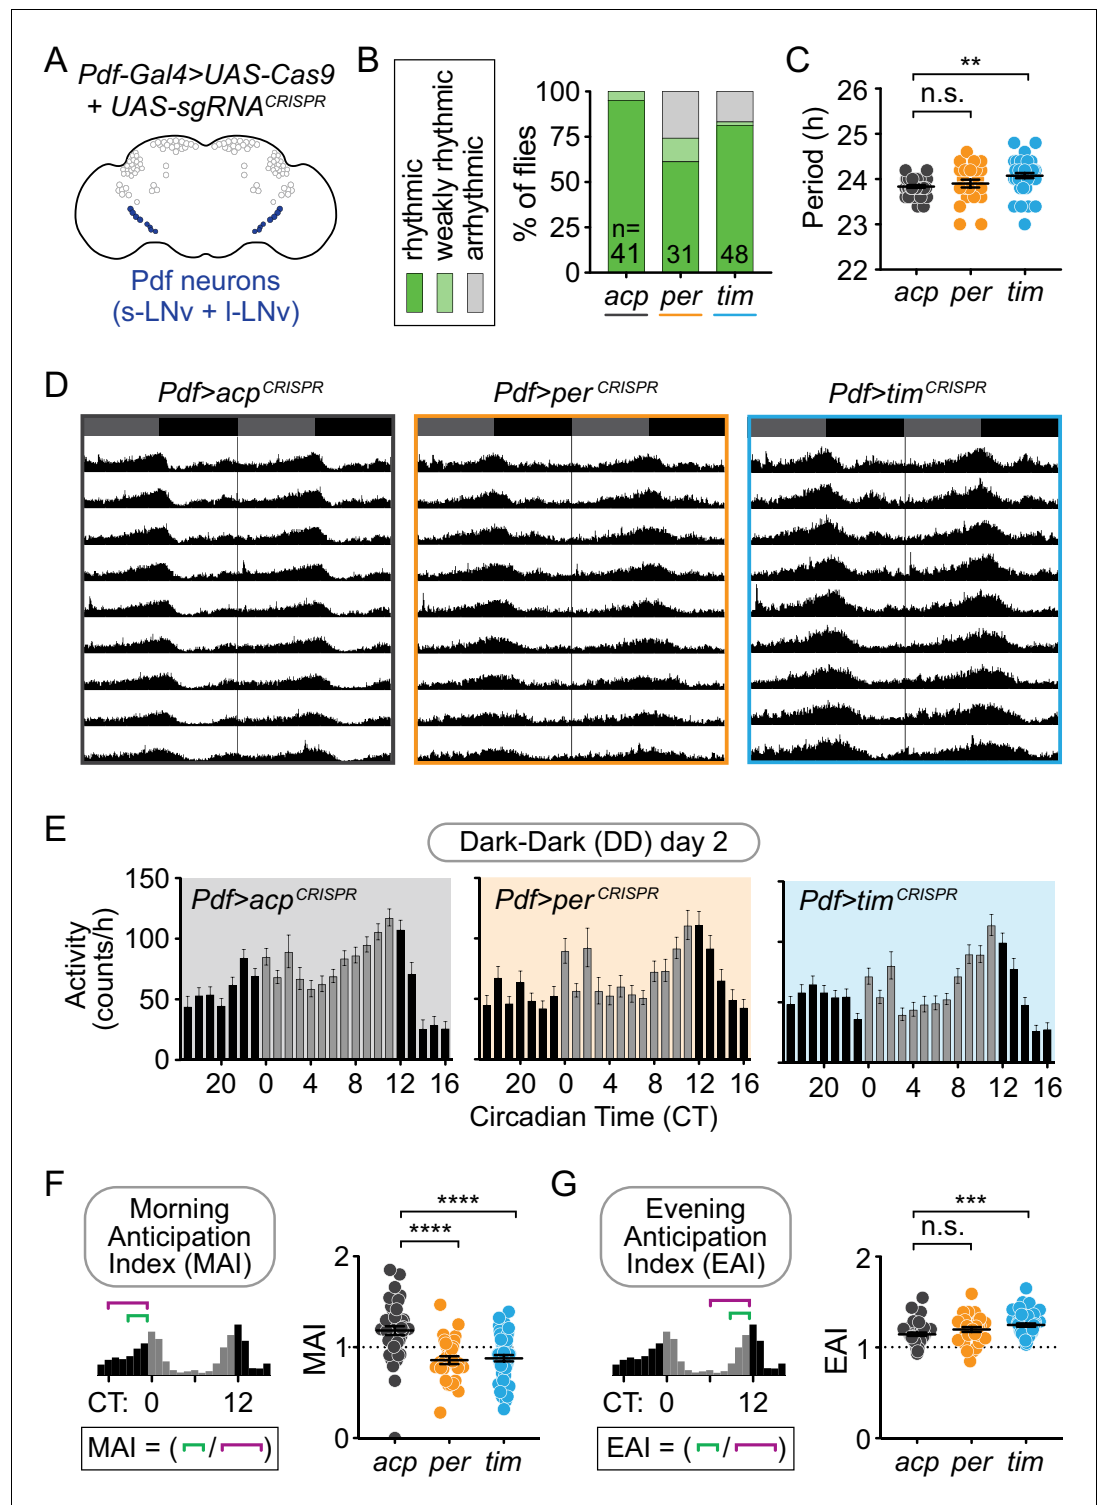 A
Pdf-Gal4>UAS-Cas9
+ UAS-sgRNA^CRISPR
Pdf neurons
(s-LNv + l-LNv)
B
rhythmic
weakly rhythmic
arrhythmic
% of flies
100
75
50
25
0
n=
41
31
48
acp
per
tim
C
**
n.s.
Period (h)
26
25
24
23
22
acp per tim
D
Pdf>acp^CRISPR
Pdf>per^CRISPR
Pdf>tim^CRISPR
E
Dark-Dark (DD) day 2
Activity
(counts/h)
150
100
50
0
Pdf>acp^CRISPR
Pdf>per^CRISPR
Pdf>tim^CRISPR
20 0 4 8 12 16
20 0 4 8 12 16
20 0 4 8 12 16
Circadian Time (CT)
F
Morning
Anticipation
Index (MAI)
CT: 0 12
MAI = ( / )
****
****
MAI
2
1
0
acp per tim
G
Evening
Anticipation
Index (EAI)
CT: 0 12
EAI = ( / )
***
n.s.
EAI
2
1
0
acp per tim